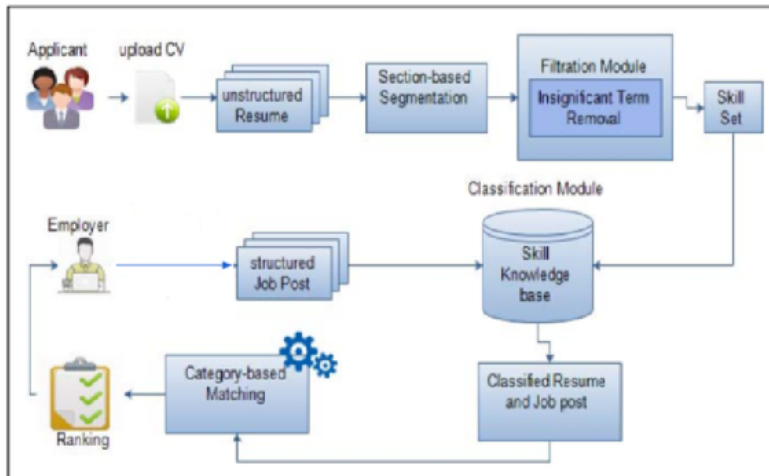 Applicant
upload CV
unstructured
Resume
Section-based
Segmentation
Filtration Module
Insignificant Term
Removal
Skill
Set
Classification Module
Employer
structured
Job Post
Skill
Knowledge
base
Category-based
Matching
Classified Resume
and Job post
Ranking